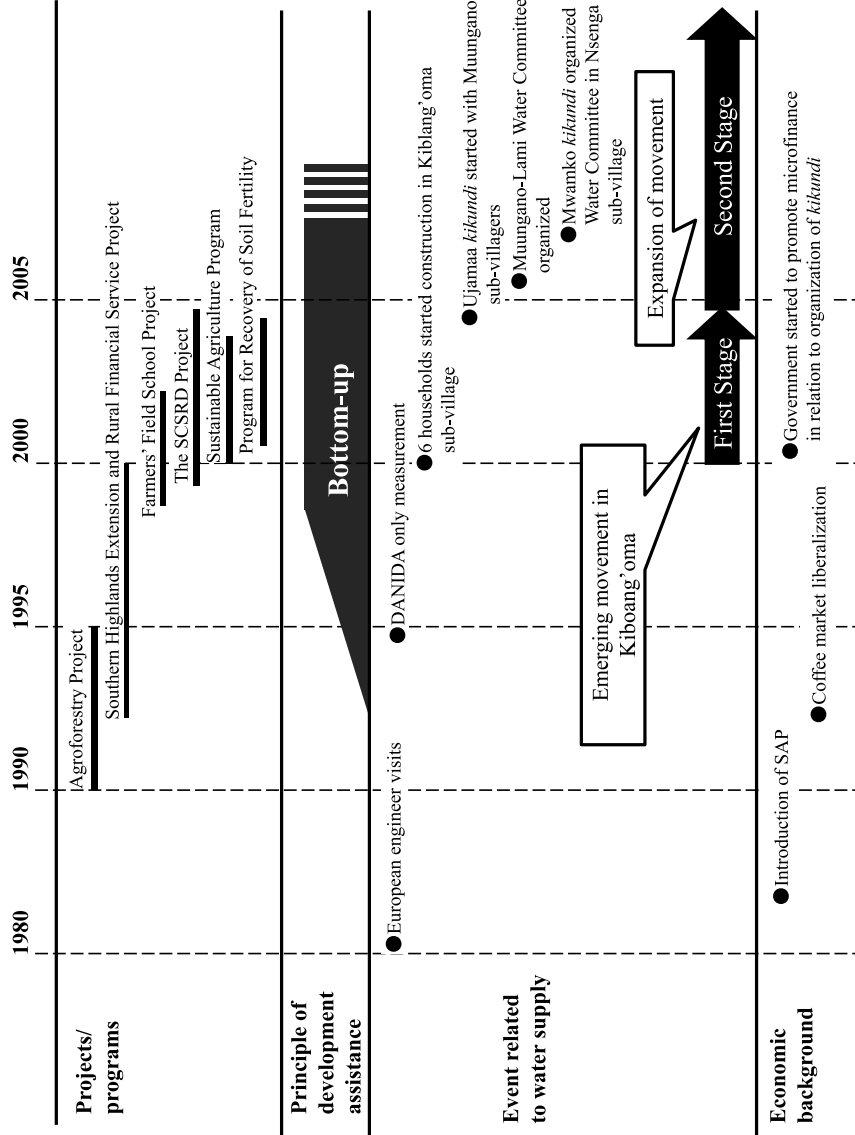 1980
1990
1995
2000
2005
Projects/
programs
Agroforestry Project
Southern Highlands Extension and Rural Financial Service Project
Farmers’ Field School Project
The SCSRD Project
Sustainable Agriculture Program
Program for Recovery of Soil Fertility
Principle of
development
assistance
Bottom-up
Event related
to water supply
European engineer visits
DANIDA only measurement
6 households started construction in Kiblang’oma
sub-village
Ujamaa kikundi started with Muungano
sub-villagers
Muungano-Lami Water Committee
organized
Mwamko kikundi organized
Water Committee in Nsenga
sub-village
Emerging movement in
Kiboang’oma
Expansion of movement
First Stage
Second Stage
Economic
background
Introduction of SAP
Coffee market liberalization
Government started to promote microfinance
in relation to organization of kikundi